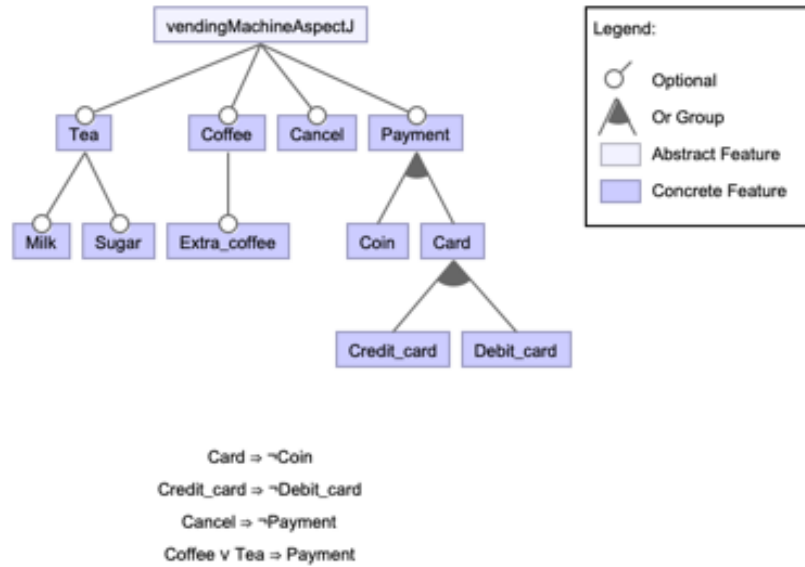 vendingMachineAspectJ
Legend:
Optional
Or Group
Abstract Feature
Concrete Feature
Tea
Coffee
Cancel
Payment
Milk
Sugar
Extra_coffee
Coin
Card
Credit_card
Debit_card
Card ⇒ ¬Coin
Credit_card ⇒ ¬Debit_card
Cancel ⇒ ¬Payment
Coffee ∨ Tea ⇒ Payment